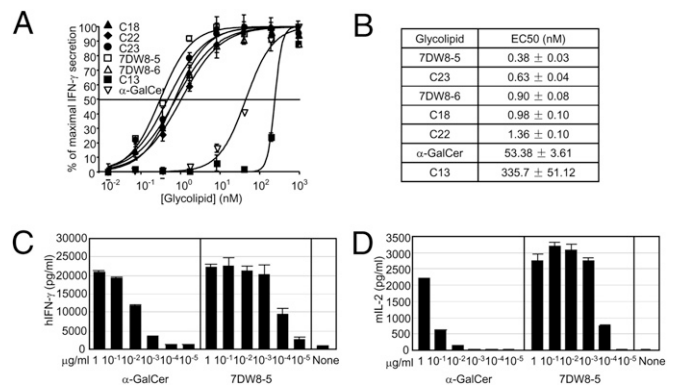 A
% of maximal IFN-γ secretion
100
90
80
70
60
50
40
30
20
10
0
C18
C22
C23
7DW8-5
7DW8-6
C13
α-GalCer
10-2 10-1 100 101 102 103
[Glycolipid] (nM)
B
Glycolipid EC50 (nM)
7DW8-5 0.38 ± 0.03
C23 0.63 ± 0.04
7DW8-6 0.90 ± 0.08
C18 0.98 ± 0.10
C22 1.36 ± 0.10
α-GalCer 53.38 ± 3.61
C13 335.7 ± 51.12
C
hIFN-γ (pg/ml)
30000
25000
20000
15000
10000
5000
0
μg/ml 1 10-1 10-2 10-3 10-4 10-5 1 10-1 10-2 10-3 10-4 10-5 None
α-GalCer 7DW8-5
D
mIL-2 (pg/ml)
3500
3000
2500
2000
1500
1000
500
0
μg/ml 1 10-1 10-2 10-3 10-4 10-5 1 10-1 10-2 10-3 10-4 10-5 None
α-GalCer 7DW8-5